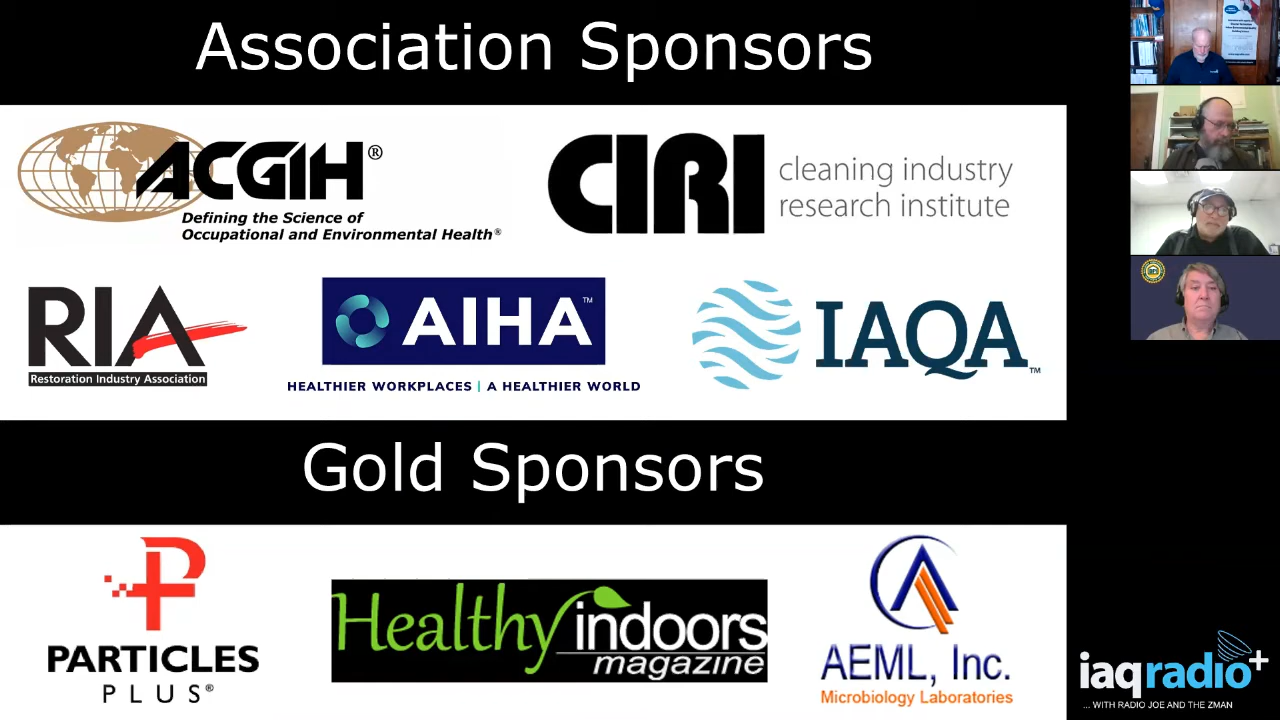 Association Sponsors
ACGIH®
Defining the Science of
Occupational and Environmental Health®
CIRI
cleaning industry
research institute
RIA
Restoration Industry Association
AIHA™
HEALTHIER WORKPLACES | A HEALTHIER WORLD
IAQA™
Gold Sponsors
PARTICLES
PLUS®
Healthy indoors
magazine
AEML, Inc.
Microbiology Laboratories
iaqradio+
... WITH RADIO JOE AND THE ZMAN